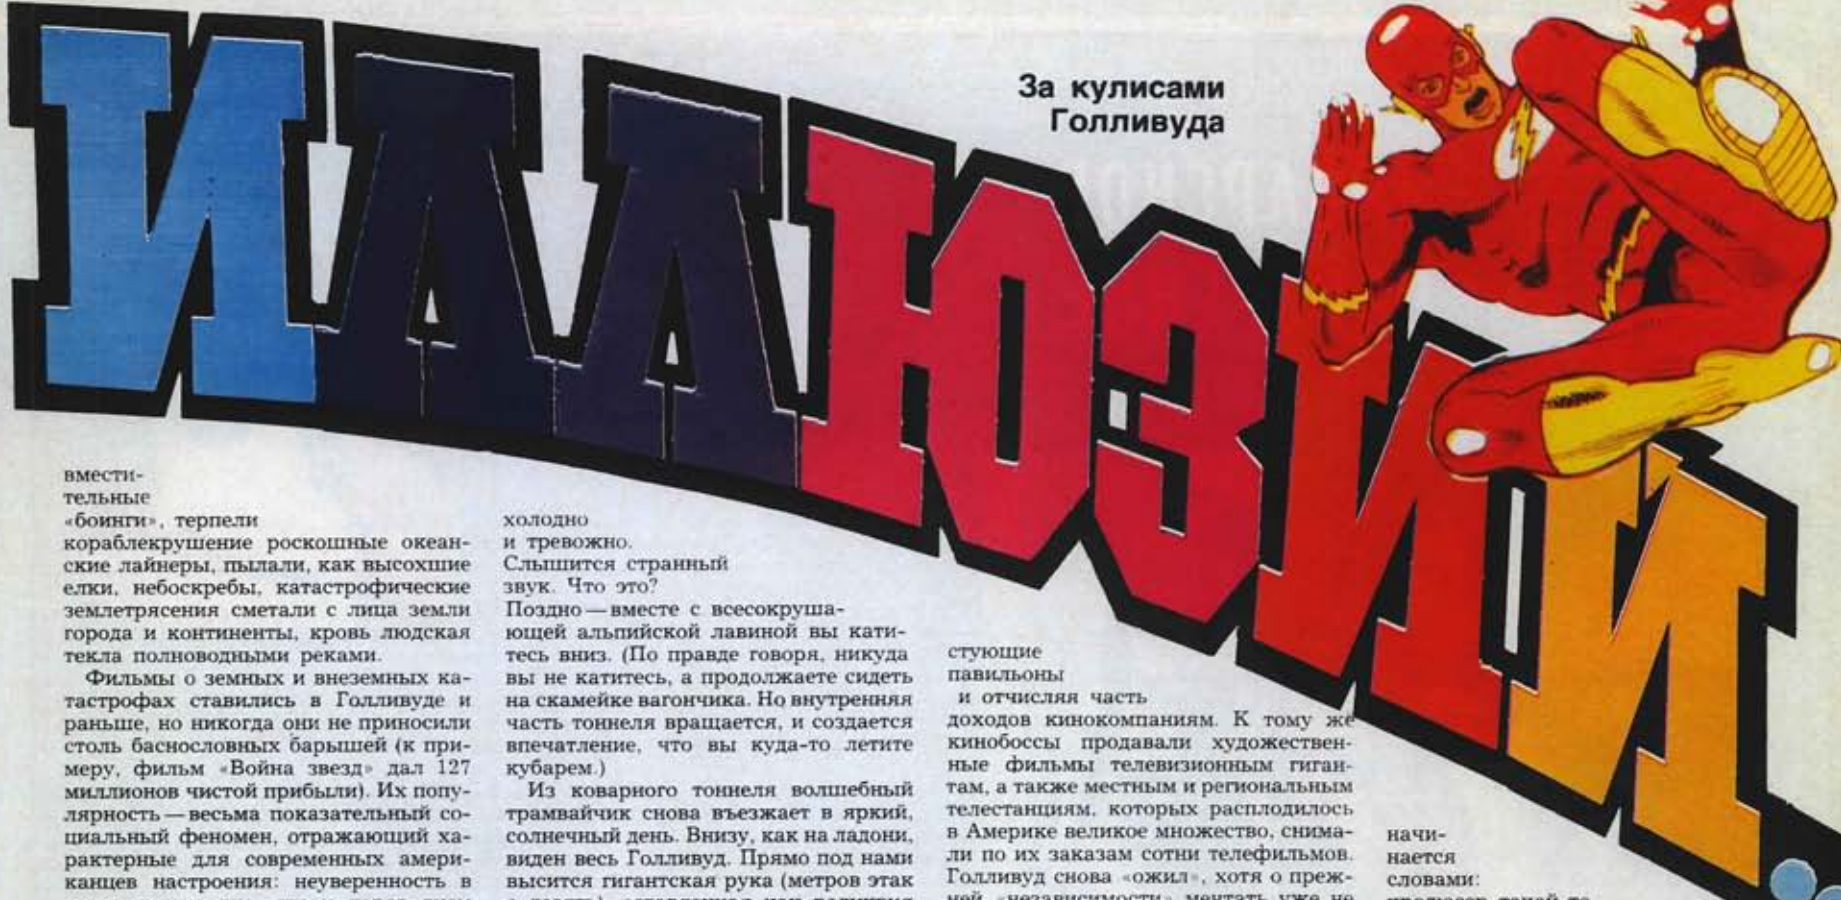 ИЛЛЮЗИЙ.
За кулисами
Голливуда
вмести-
тельные
«боинги», терпели
кораблекрушение роскошные океан-
ские лайнеры, пылали, как высохшие
елки, небоскребы, катастрофические
землетрясения сметали с лица земли
города и континенты, кровь людская
текла полноводными реками.
Фильмы о земных и внеземных ка-
тастрофах ставились в Голливуде и
раньше, но никогда они не приносили
столь баснословных барышей (к при-
меру, фильм «Война звезд» дал 127
миллионов чистой прибыли). Их попу-
лярность — весьма показательный со-
циальный феномен, отражающий ха-
рактерные для современных амери-
канцев настроения: неуверенность в
холодно
и тревожно.
Слышится странный
звук. Что это?
Поздно — вместе с всесокруша-
ющей альпийской лавиной вы кати-
тесь вниз. (По правде говоря, никуда
вы не катитесь, а продолжаете сидеть
на скамейке вагончика. Но внутренняя
часть тоннеля вращается, и создается
впечатление, что вы куда-то летите
кубарем.)
Из коварного тоннеля волшебный
трамвайчик снова въезжает в яркий,
солнечный день. Внизу, как на ладони,
виден весь Голливуд. Прямо под нами
высится гигантская рука (метров этак
стующие
павильоны
и отчисляя часть
доходов кинокомпаниям. К тому же
кинобоссы продавали художествен-
ные фильмы телевизионным гиган-
там, а также местным и региональным
телестанциям, которых расплодилось
в Америке великое множество, снима-
ли по их заказам сотни телефильмов.
Голливуд снова «ожил», хотя о преж-
ней «независимости» мечтать уже не
начи-
нается
словами: